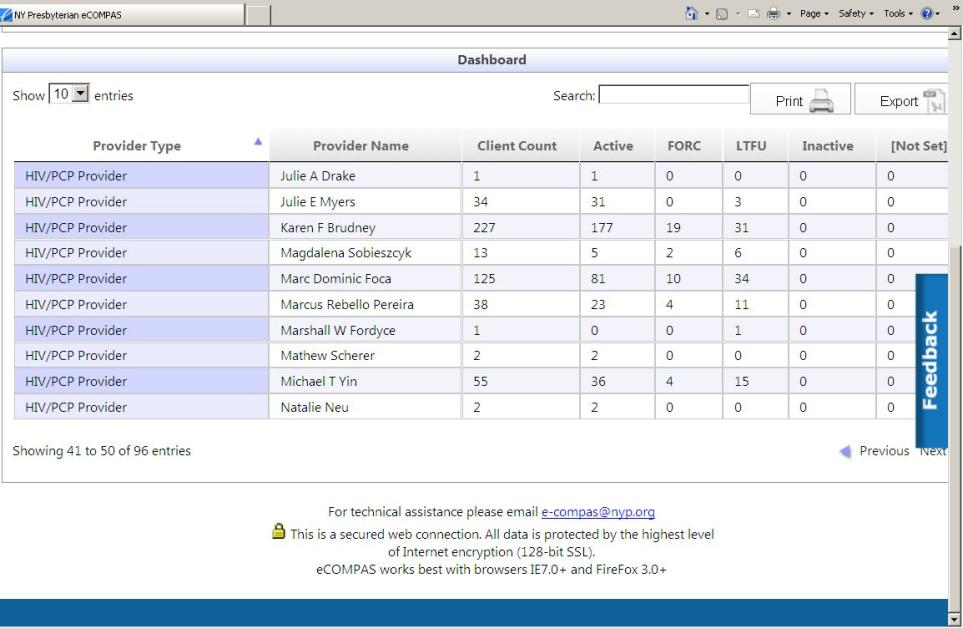 NY Presbyterian eCOMPAS
Page Safety Tools »
Dashboard
Show 10 entries Search: Print Export
Provider Type Provider Name Client Count Active FORC LTFU Inactive [Not Set]
HIV/PCP Provider Julie A Drake 1 1 0 0 0 0
HIV/PCP Provider Julie E Myers 34 31 0 3 0 0
HIV/PCP Provider Karen F Brudney 227 177 19 31 0 0
HIV/PCP Provider Magdalena Sobieszcyk 13 5 2 6 0 0
HIV/PCP Provider Marc Dominic Foca 125 81 10 34 0 0
HIV/PCP Provider Marcus Rebello Pereira 38 23 4 11 0 0
HIV/PCP Provider Marshall W Fordyce 1 0 0 1 0 0
HIV/PCP Provider Mathew Scherer 2 2 0 0 0 0
HIV/PCP Provider Michael T Yin 55 36 4 15 0 0
HIV/PCP Provider Natalie Neu 2 2 0 0 0 0
Feedback
Showing 41 to 50 of 96 entries Previous Next
For technical assistance please email e-compas@nyp.org
This is a secured web connection. All data is protected by the highest level
of Internet encryption (128-bit SSL).
eCOMPAS works best with browsers IE7.0+ and FireFox 3.0+